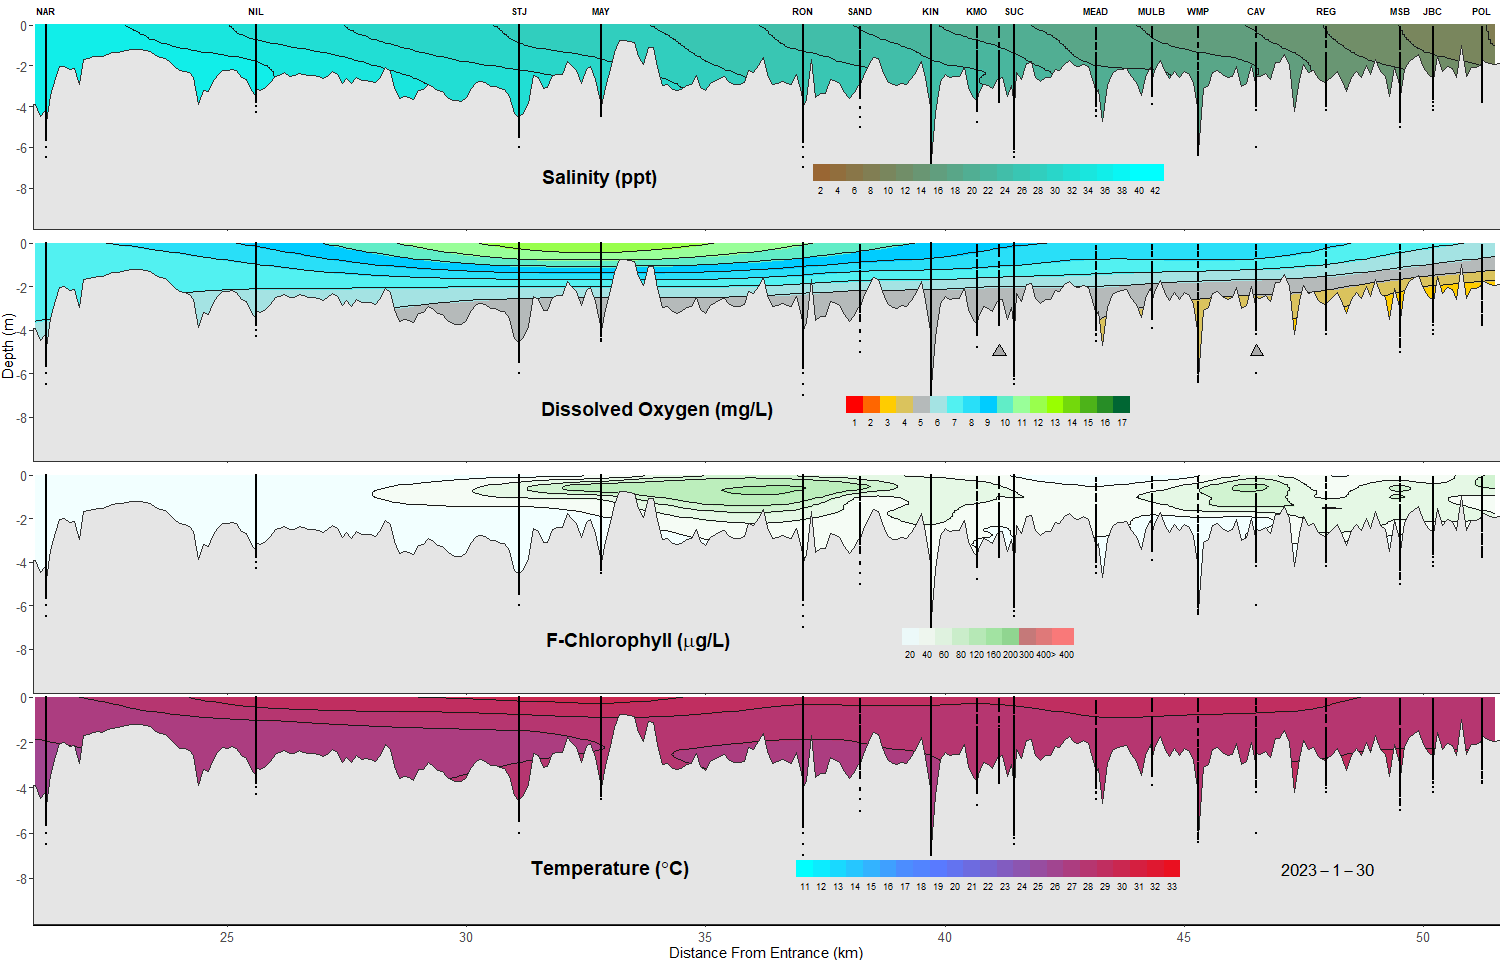 NAR NIL STJ MAY RON SAND KIN KMO SUC MEAD MULB WMP CAV REG MSB JBC POL
0
-2
-4
-6
-8
Salinity (ppt)
2 4 6 8 10 12 14 16 18 20 22 24 26 28 30 32 34 36 38 40 42
0
-2
-4
-6
-8
Depth (m)
Dissolved Oxygen (mg/L)
1 2 3 4 5 6 7 8 9 10 11 12 13 14 15 16 17
0
-2
-4
-6
-8
F-Chlorophyll (μg/L)
20 40 60 80 120 160 200 300 400> 400
0
-2
-4
-6
-8
Temperature (°C)
11 12 13 14 15 16 17 18 19 20 21 22 23 24 25 26 27 28 29 30 31 32 33
2023 – 1 – 30
25 30 35 40 45 50
Distance From Entrance (km)